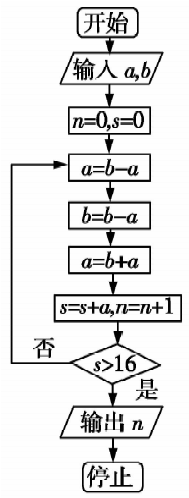 开始
输入 a,b
n=0,s=0
a=b-a
b=b-a
a=b+a
s=s+a,n=n+1
否
s>16
是
输出 n
停止